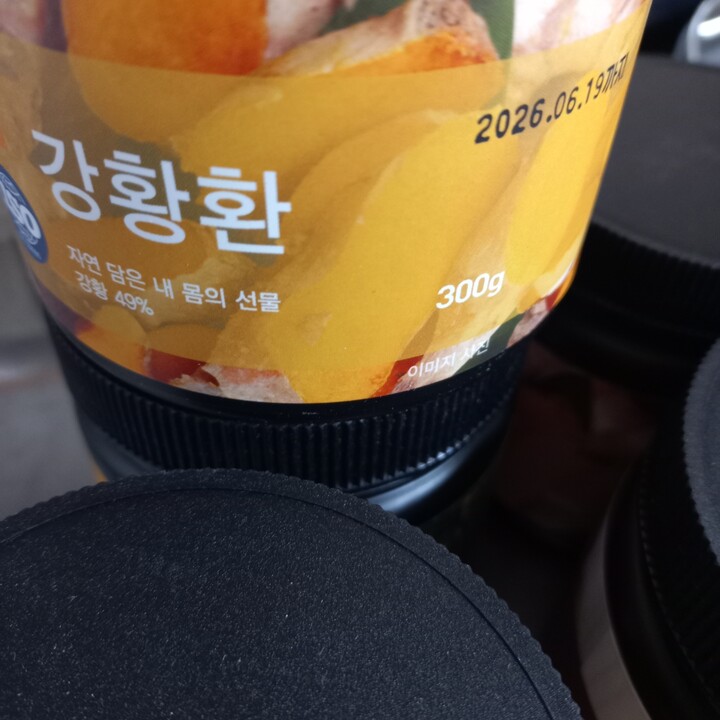 2026.06.19까지
강황환
자연 담은 내 몸의 선물
강황 49%
300g
이미지 사진